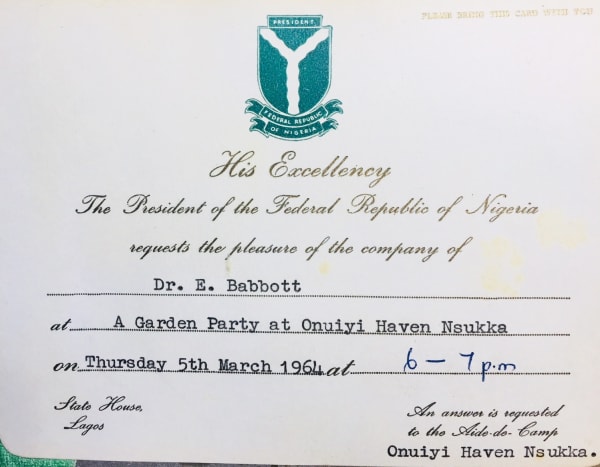 PLEASE BRING THIS CARD WITH YOU
PRESIDENT
FEDERAL REPUBLIC
OF NIGERIA
His Excellency
The President of the Federal Republic of Nigeria
requests the pleasure of the company of
Dr. E. Babbott
at A Garden Party at Onuiyi Haven Nsukka
on Thursday 5th March 1964 at 6 – 7 p.m
State House,
Lagos
An answer is requested
to the Aide-de-Camp
Onuiyi Haven Nsukka.